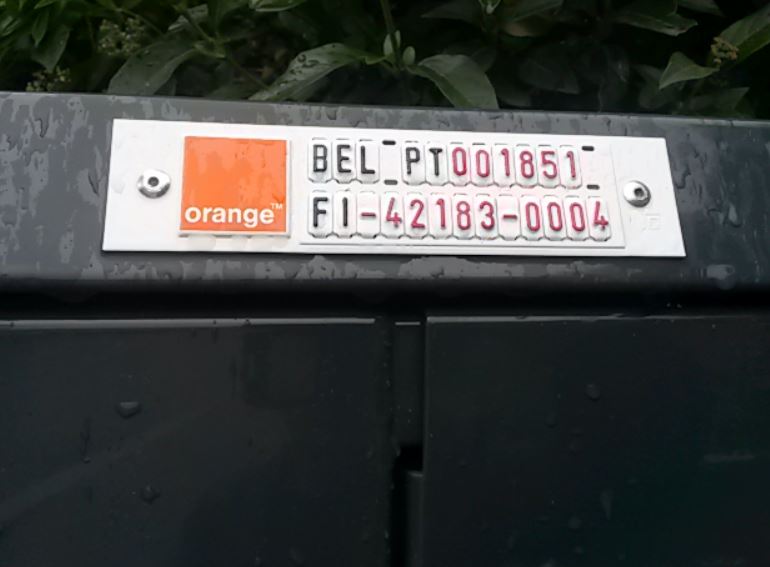 orange™
BEL PT001851
FI-42183-0004